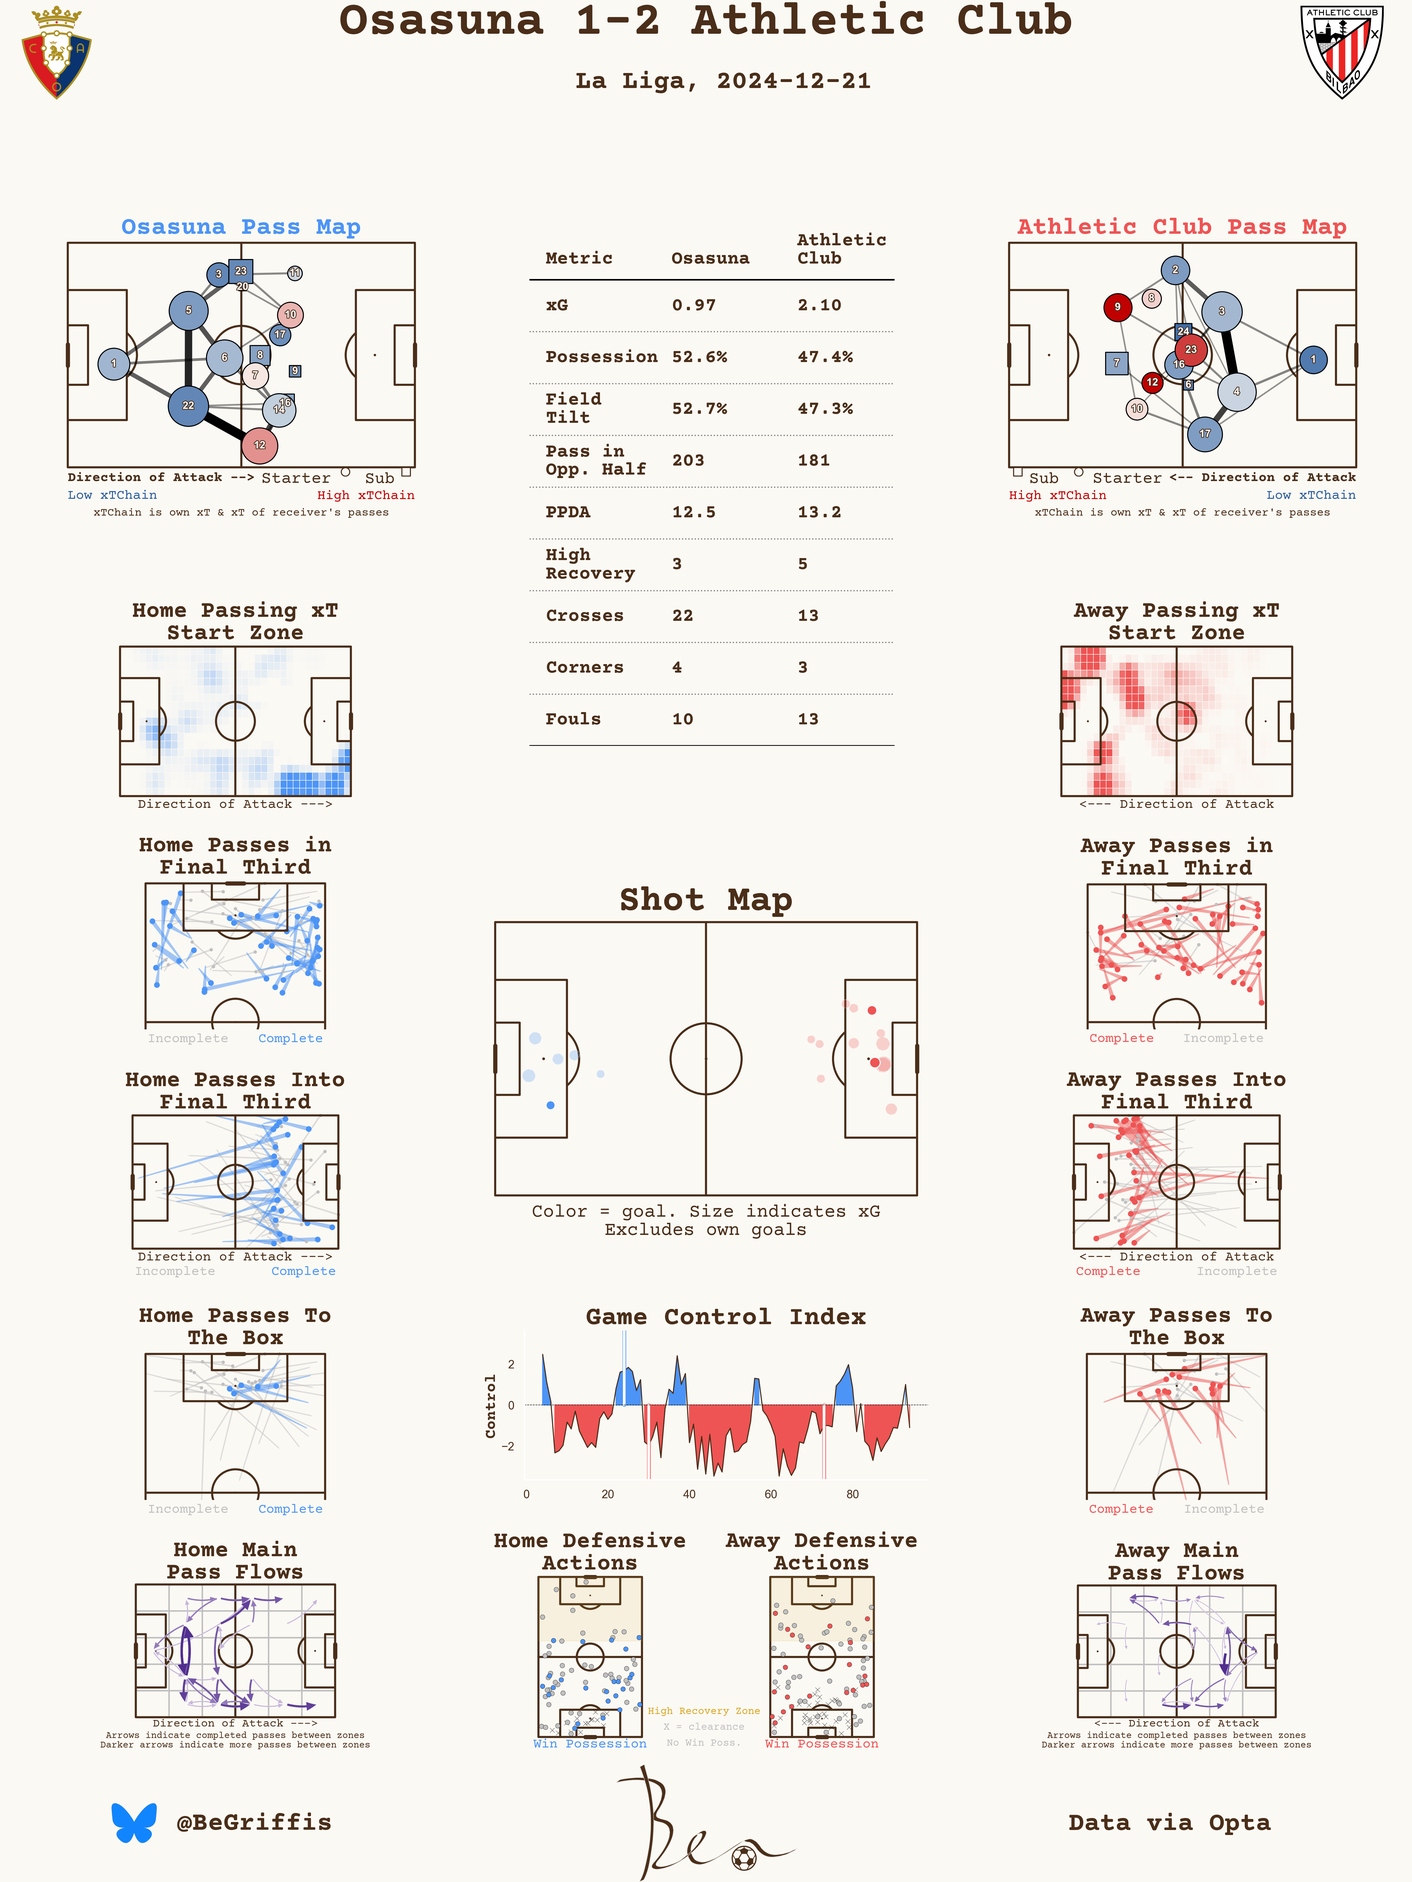 Osasuna 1-2 Athletic Club
La Liga, 2024-12-21
C A
O
ATHLETIC CLUB
X X
BILBAO
Osasuna Pass Map
3
23
11
20
5
10
17
1
6
8
7
9
22
16
14
12
Direction of Attack --> Starter Sub
Low xTChain High xTChain
xTChain is own xT & xT of receiver's passes
Metric Osasuna Athletic Club
xG 0.97 2.10
Possession 52.6% 47.4%
Field Tilt 52.7% 47.3%
Pass in Opp. Half 203 181
PPDA 12.5 13.2
High Recovery 3 5
Crosses 22 13
Corners 4 3
Fouls 10 13
Athletic Club Pass Map
2
8
9
3
24
23
7
16
1
12
6
4
10
17
Sub Starter <-- Direction of Attack
High xTChain Low xTChain
xTChain is own xT & xT of receiver's passes
Home Passing xT
Start Zone
Direction of Attack --->
Away Passing xT
Start Zone
<--- Direction of Attack
Home Passes in
Final Third
Incomplete Complete
Away Passes in
Final Third
Complete Incomplete
Shot Map
Color = goal. Size indicates xG
Excludes own goals
Home Passes Into
Final Third
Direction of Attack --->
Incomplete Complete
Away Passes Into
Final Third
<--- Direction of Attack
Complete Incomplete
Home Passes To
The Box
Incomplete Complete
Game Control Index
Control
2
0
−2
0 20 40 60 80
Away Passes To
The Box
Complete Incomplete
Home Main
Pass Flows
Direction of Attack --->
Arrows indicate completed passes between zones
Darker arrows indicate more passes between zones
Home Defensive
Actions
Win Possession
Away Defensive
Actions
Win Possession
High Recovery Zone
X = clearance
No Win Poss.
Away Main
Pass Flows
<--- Direction of Attack
Arrows indicate completed passes between zones
Darker arrows indicate more passes between zones
@BeGriffis
Ben
Data via Opta